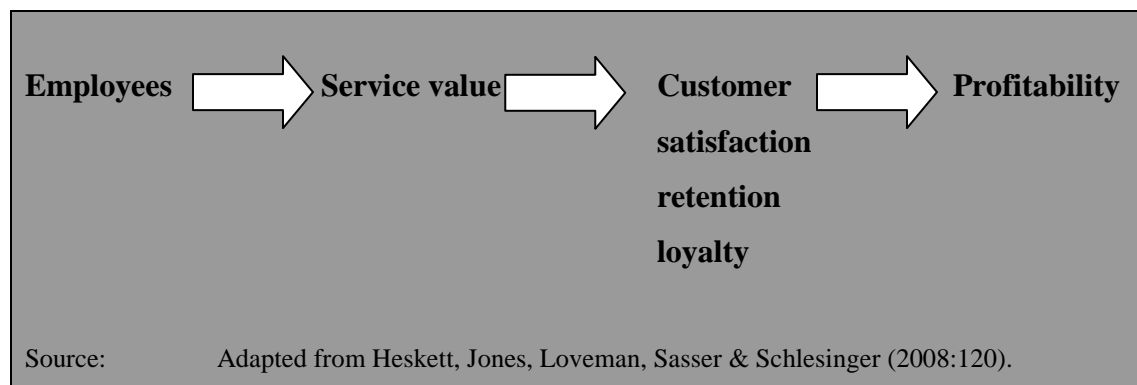 Employees Service value Customer Profitability
satisfaction
retention
loyalty
Source: Adapted from Heskett, Jones, Loveman, Sasser & Schlesinger (2008:120).